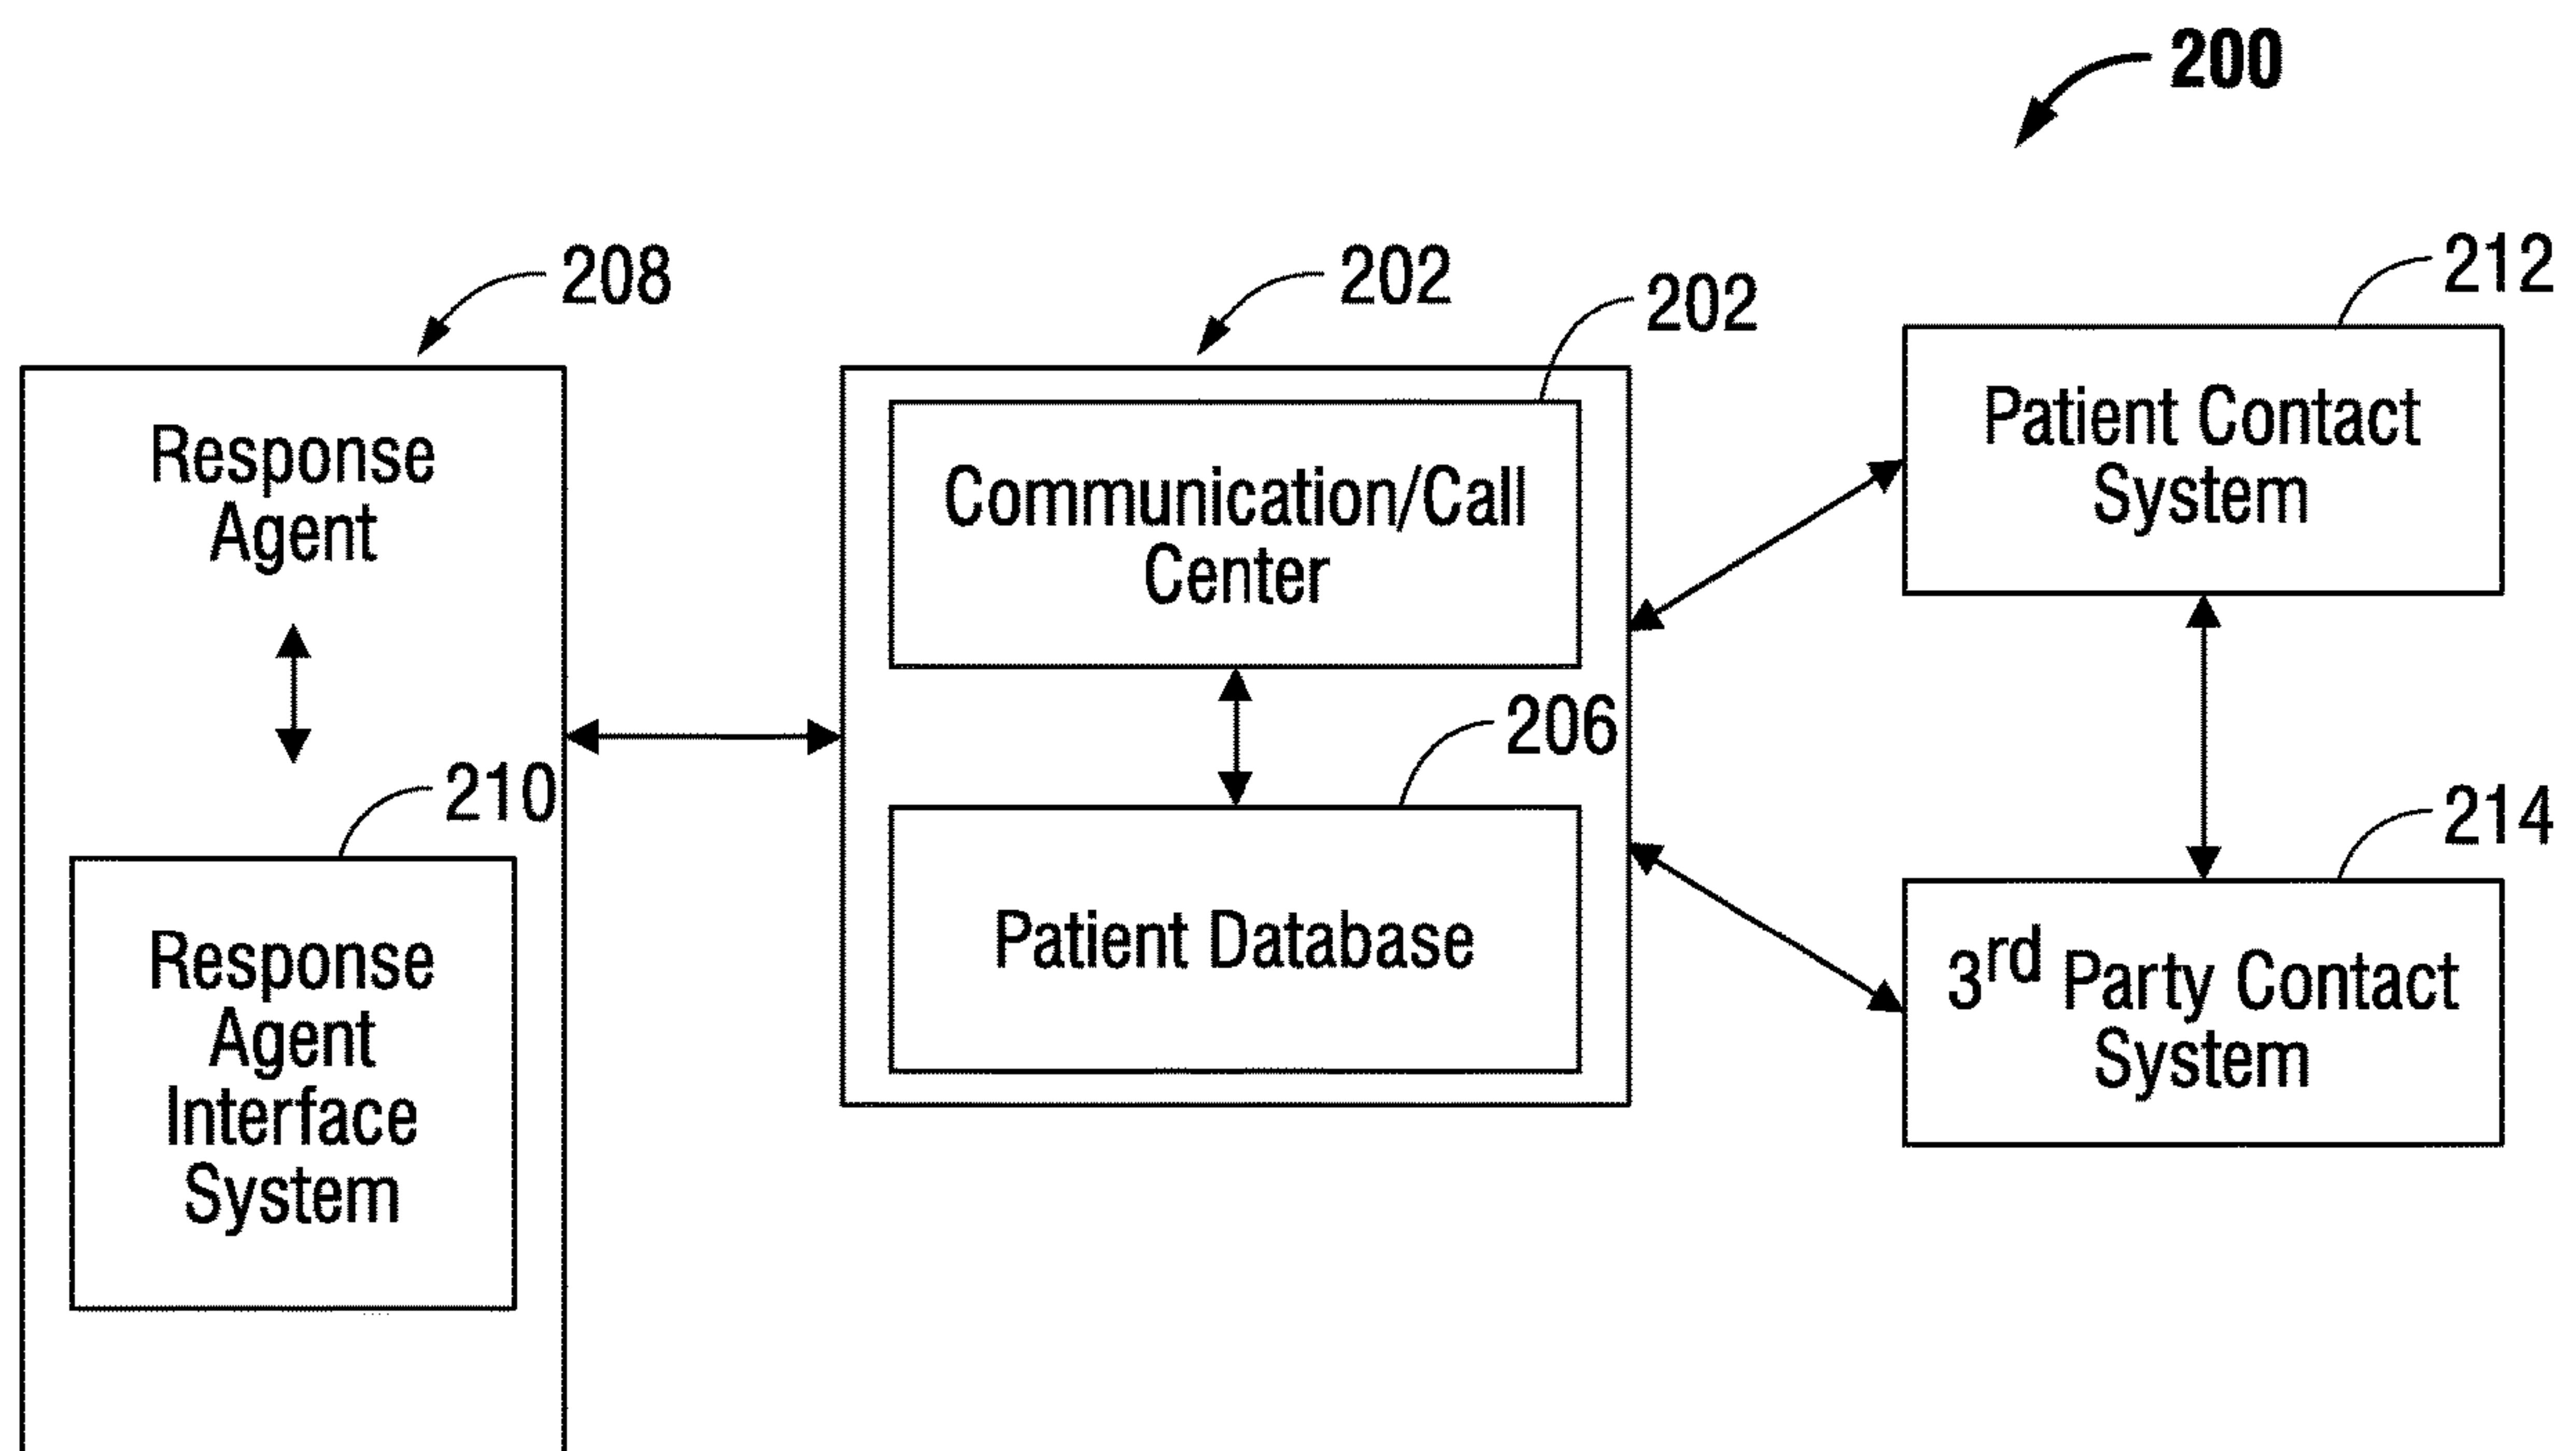 200
208
202
202
212
Response
Agent
Communication/Call
Center
Patient Contact
System
206
210
214
Response
Agent
Interface
System
Patient Database
3rd Party Contact
System